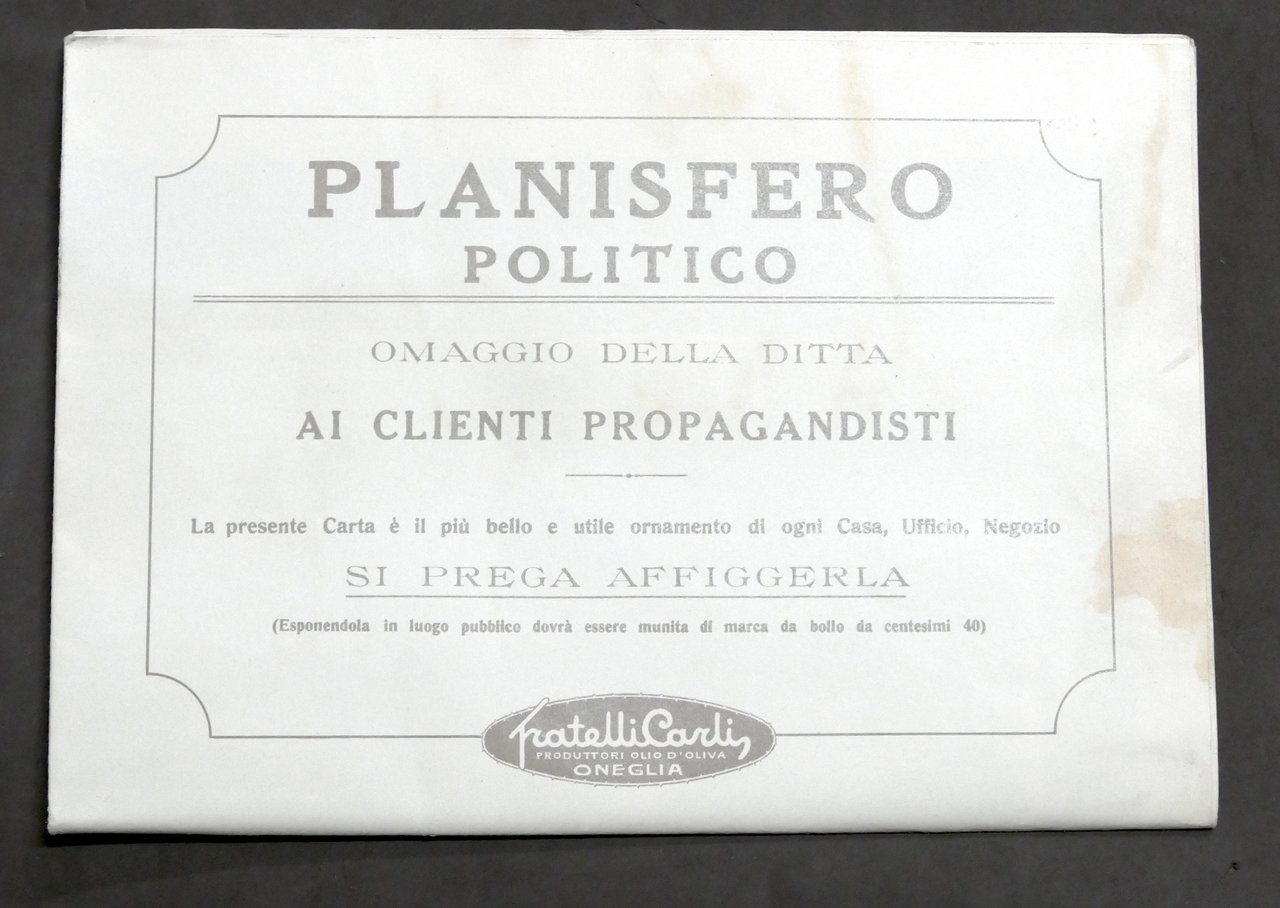 PLANISFERO
POLITICO
OMAGGIO DELLA DITTA
AI CLIENTI PROPAGANDISTI
La presente Carta è il più bello e utile ornamento di ogni Casa, Ufficio, Negozio
SI PREGA AFFIGGERLA
(Esponendola in luogo pubblico dovrà essere munita di marca da bollo da centesimi 40)
Fratelli Carli
PRODUTTORI OLIO D'OLIVA
ONEGLIA